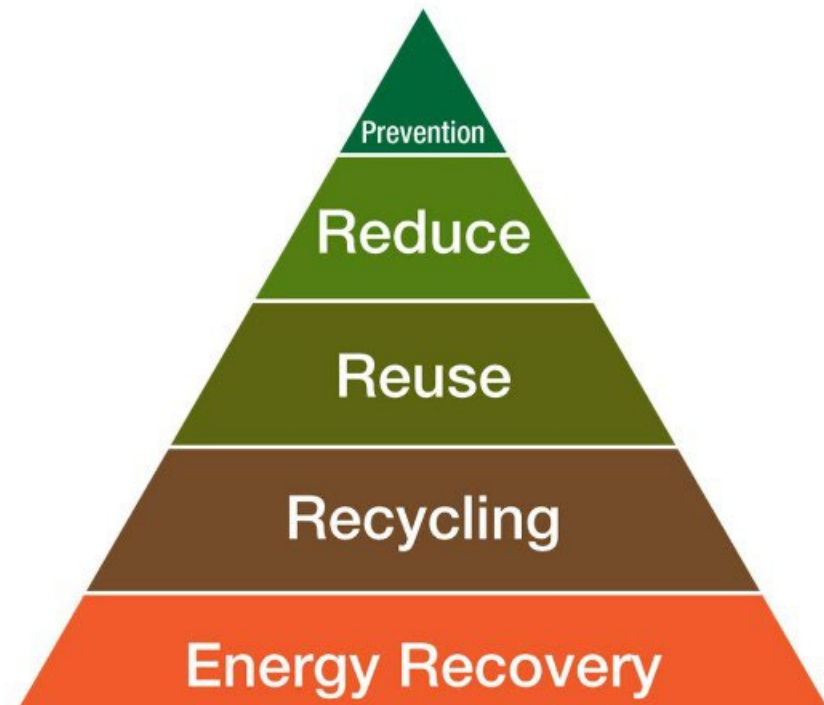 Prevention
Reduce
Reuse
Recycling
Energy Recovery